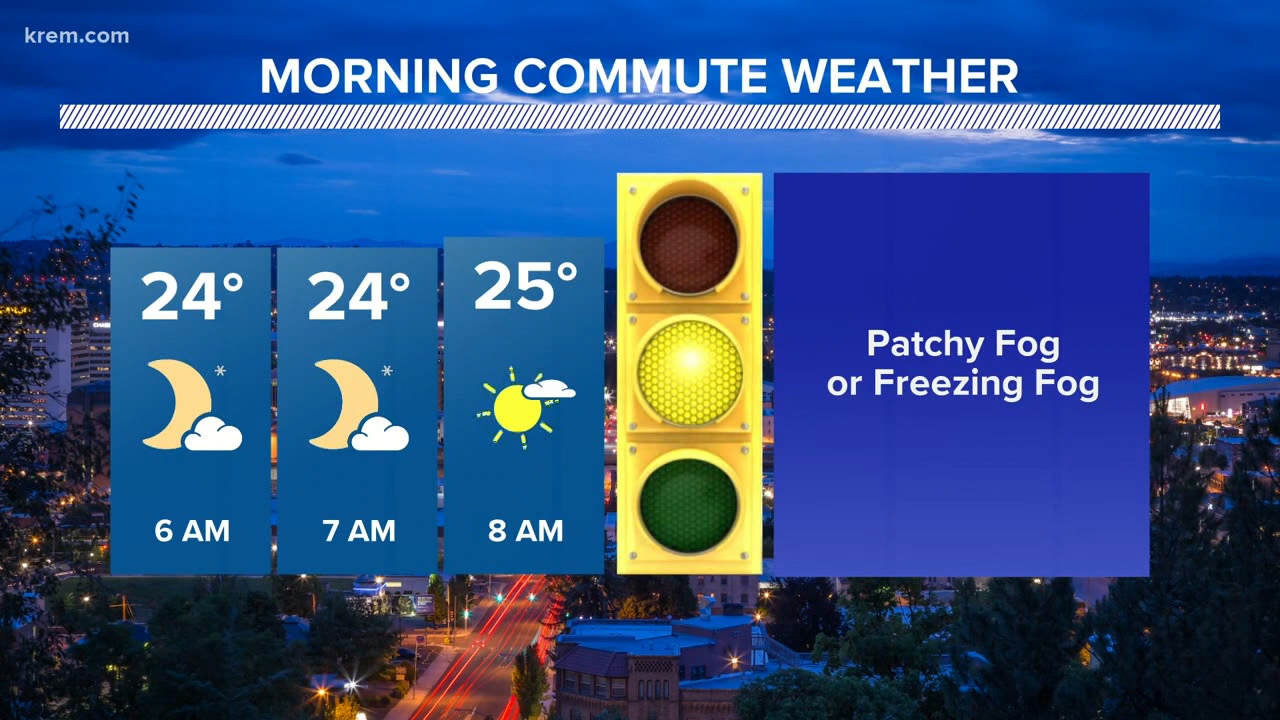 krem.com
MORNING COMMUTE WEATHER
24°
24°
25°
6 AM
7 AM
8 AM
Patchy Fog
or Freezing Fog